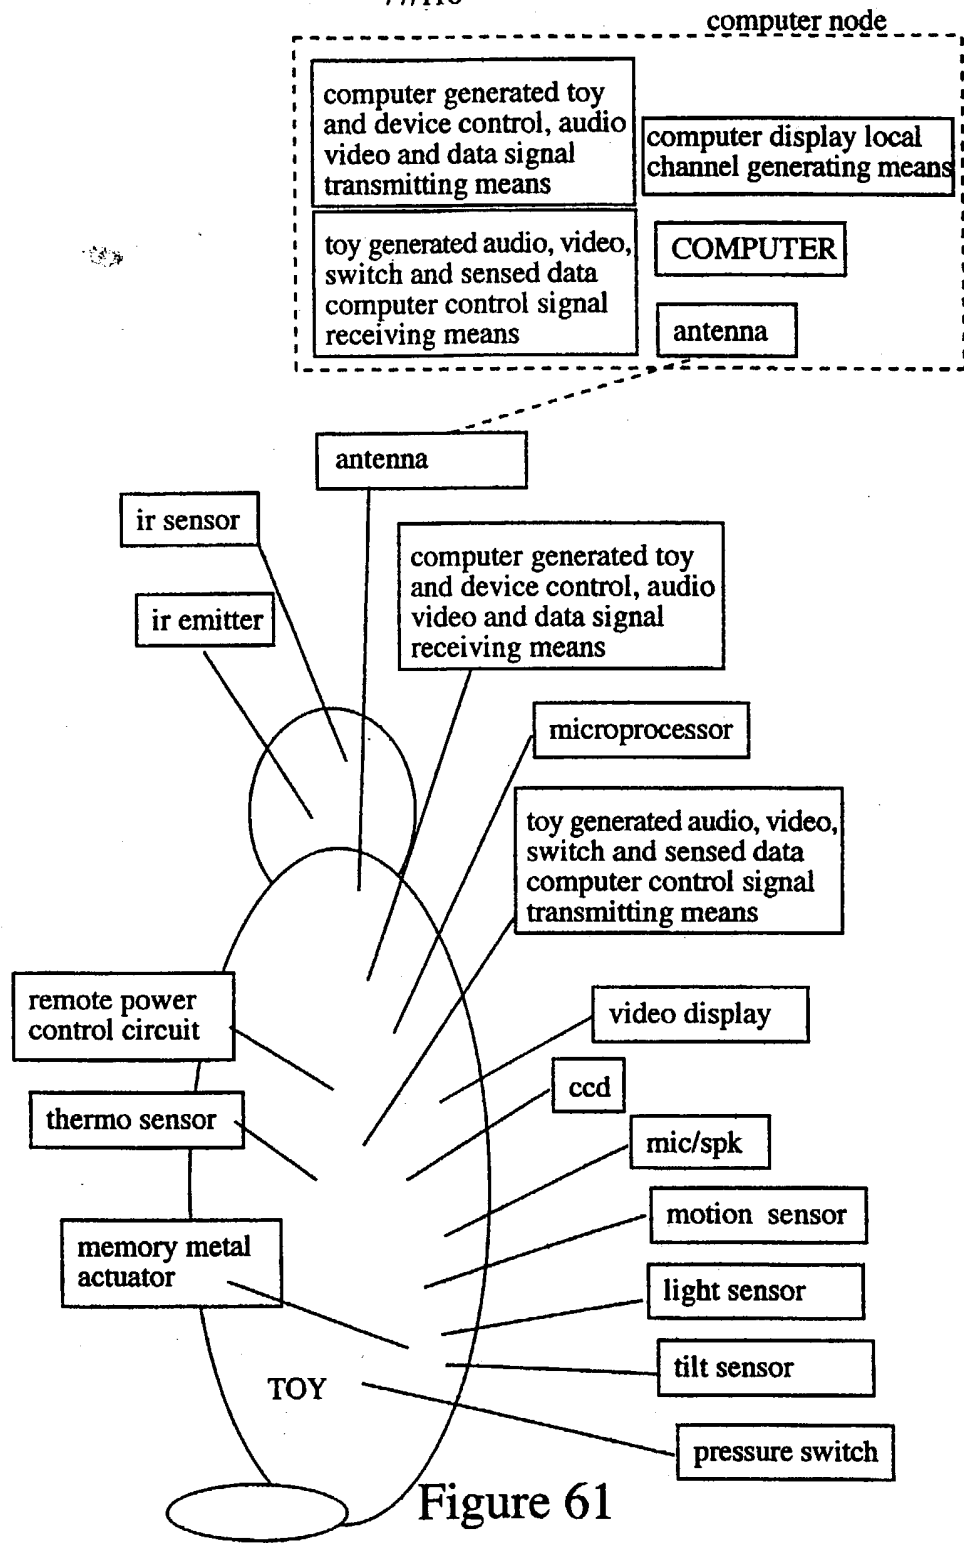 computer node
computer generated toy
and device control, audio
video and data signal
transmitting means
computer display local
channel generating means
toy generated audio, video,
switch and sensed data
computer control signal
receiving means
COMPUTER
antenna
antenna
ir sensor
ir emitter
computer generated toy
and device control, audio
video and data signal
receiving means
microprocessor
toy generated audio, video,
switch and sensed data
computer control signal
transmitting means
remote power
control circuit
video display
ccd
thermo sensor
mic/spk
motion sensor
memory metal
actuator
light sensor
tilt sensor
TOY
pressure switch
Figure 61